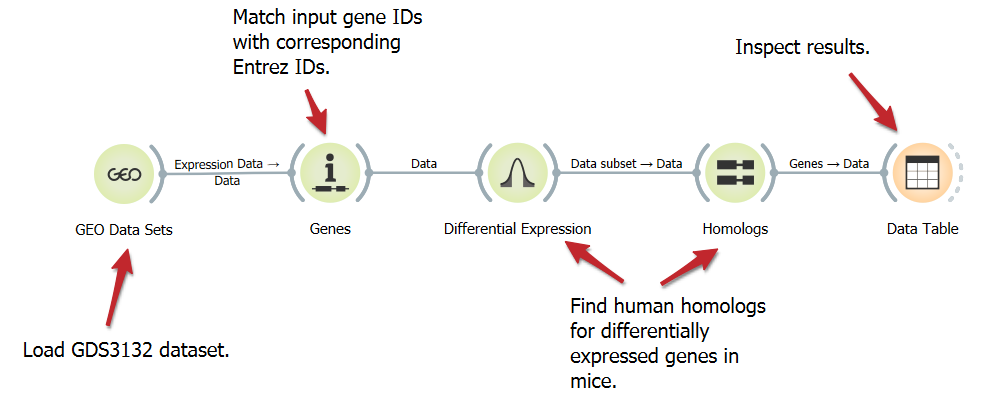 Match input gene IDs
with corresponding
Entrez IDs.
Inspect results.
GEO
Expression Data →
Data
Data
Data subset → Data
Genes → Data
GEO Data Sets
Genes
Differential Expression
Homologs
Data Table
Find human homologs
for differentially
expressed genes in
mice.
Load GDS3132 dataset.